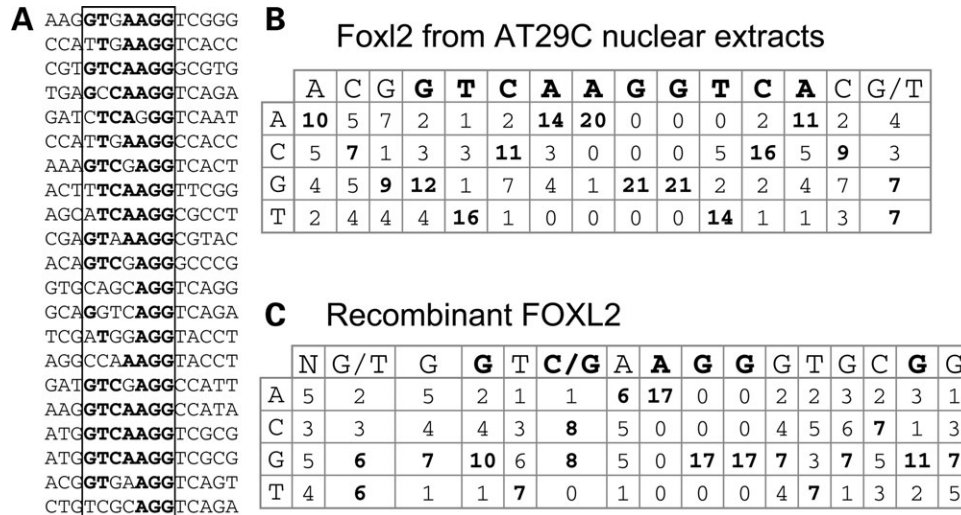 A
AAGGTGAAGGTCGGG
CCATTGAAGGTCACC
CGTGTCAAGGGCGTG
TGAGCCAAGGTCAGA
GATCTCAGGGTCAAT
CCATTGAAGGCCACC
AAAGTCGAGGTCACT
ACTTTCAAGGTTCGG
AGCATCAAGGCGCCT
CGAGTAAAGGCGTAC
ACAGTCGAGGGCCCG
GTGCAGCAGGTCAGG
GCAGGTCAGGTCAGA
TCGATGGAGGTACCT
AGGCCAAAGGTACCT
GATGTCGAGGCCATT
AAGGTCAAGGCCATA
ATGGTCAAGGTCGCG
ATGGTCAAGGTCGCG
ACGGTGAAGGTCAGT
CTGTCGCAGGTCAGA
B
Foxl2 from AT29C nuclear extracts
A C G G T C A A G G T C A C G/T
A 10 5 7 2 1 2 14 20 0 0 0 2 11 2 4
C 5 7 1 3 3 11 3 0 0 0 5 16 5 9 3
G 4 5 9 12 1 7 4 1 21 21 2 2 4 7 7
T 2 4 4 4 16 1 0 0 0 0 14 1 1 3 7
C Recombinant FOXL2
N G/T G G T C/G A A G G G T G C G G
A 5 2 5 2 1 1 6 17 0 0 2 2 3 2 3 1
C 3 3 4 4 3 8 5 0 0 0 4 5 6 7 1 3
G 5 6 7 10 6 8 5 0 17 17 7 3 7 5 11 7
T 4 6 1 1 7 0 1 0 0 0 4 7 1 3 2 5